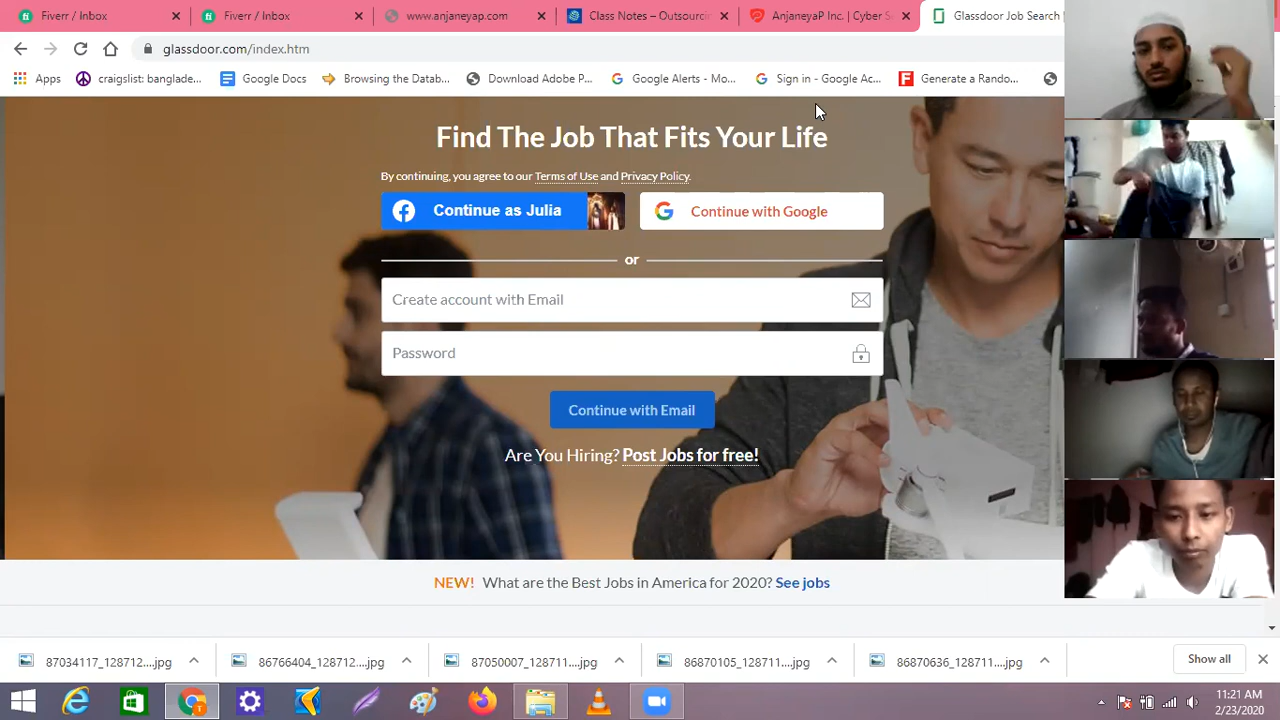 Fiverr / Inbox
Fiverr / Inbox
www.anjaneyap.com
Class Notes – Outsourcin
AnjaneyaP Inc. | Cyber S
Glassdoor Job Search |
glassdoor.com/index.htm
Apps
craigslist: banglade...
Google Docs
Browsing the Datab...
Download Adobe P...
Google Alerts - Mo...
Sign in - Google Ac...
Generate a Rando...
Find The Job That Fits Your Life
By continuing, you agree to our Terms of Use and Privacy Policy.
Continue as Julia
Continue with Google
or
Create account with Email
Password
Continue with Email
Are You Hiring? Post Jobs for free!
NEW! What are the Best Jobs in America for 2020? See jobs
87034117_128712....jpg
86766404_128712....jpg
87050007_128711....jpg
86870105_128711....jpg
86870636_128711....jpg
Show all
11:21 AM
2/23/2020